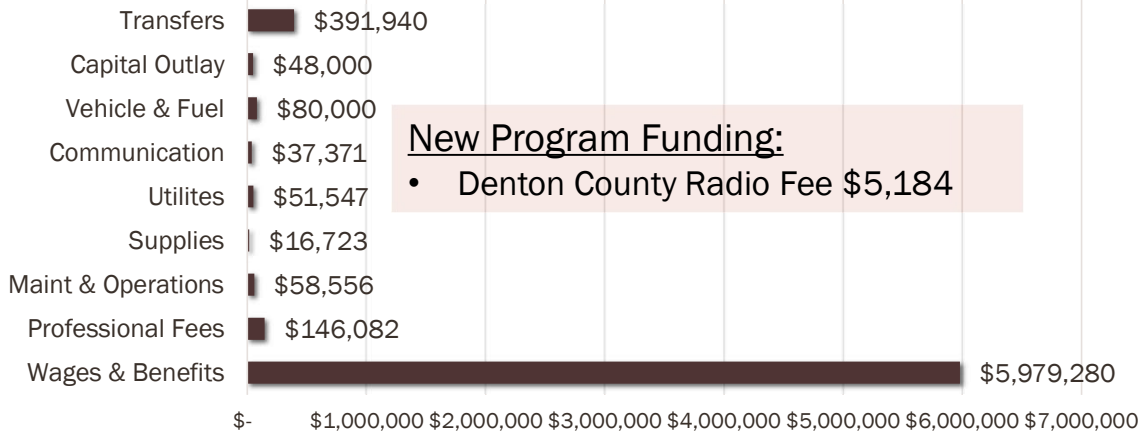 Transfers $391,940
Capital Outlay $48,000
Vehicle & Fuel $80,000
Communication $37,371
Utilites $51,547
Supplies $16,723
Maint & Operations $58,556
Professional Fees $146,082
Wages & Benefits $5,979,280
$- $1,000,000 $2,000,000 $3,000,000 $4,000,000 $5,000,000 $6,000,000 $7,000,000
New Program Funding:
• Denton County Radio Fee $5,184